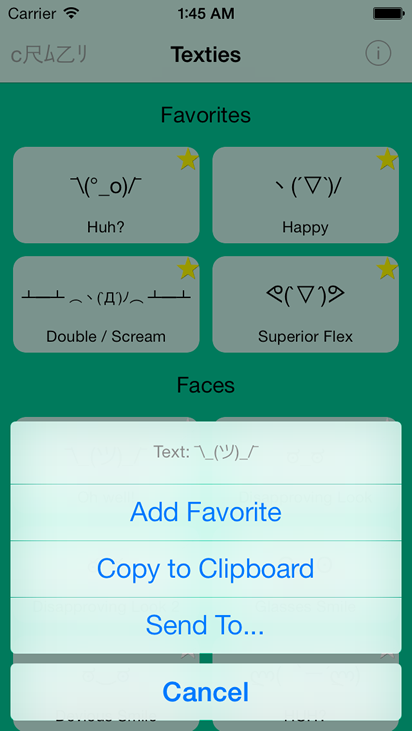 Carrier 1:45 AM
c尺ﾑ乙ﾘ Texties
Favorites
¯\(°_o)/¯
ヽ(´▽`)/
Huh?
Happy
┻━┻ ︵ヽ(`Д´)ﾉ︵ ┻━┻
ᕙ(`▽´)ᕗ
Double / Scream
Superior Flex
Faces
Text: ¯\_(ツ)_/¯
Add Favorite
Copy to Clipboard
Send To...
Cancel